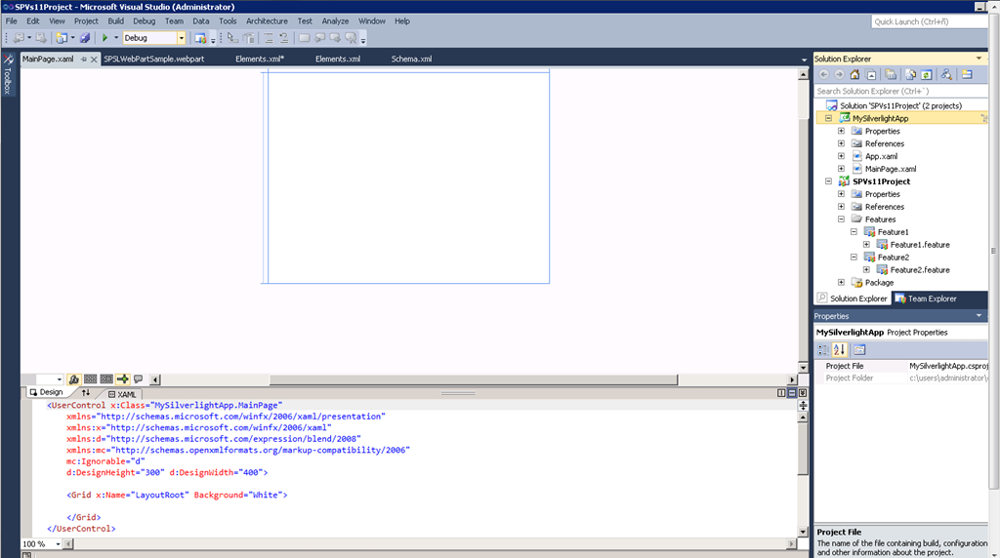 SPVs11Project - Microsoft Visual Studio (Administrator)
File Edit View Project Build Debug Team Data Tools Architecture Test Analyze Window Help
Quick Launch (Ctrl+ñ)
Debug
MainPage.xaml SPSLWebPartSample.webpart Elements.xml* Elements.xml Schema.xml
Toolbox
Solution Explorer
Search Solution Explorer (Ctrl+`)
Solution 'SPVs11Project' (2 projects)
MySilverlightApp
Properties
References
App.xaml
MainPage.xaml
SPVs11Project
Properties
References
Features
Feature1
Feature1.feature
Feature2
Feature2.feature
Package
Solution Explorer Team Explorer
Properties
MySilverlightApp Project Properties
Project File MySilverlightApp.csproj
Project Folder c:\users\administrator\
Project File
The name of the file containing build, configuration
and other information about the project.
Design XAML
<UserControl x:Class="MySilverlightApp.MainPage"
xmlns="http://schemas.microsoft.com/winfx/2006/xaml/presentation"
xmlns:x="http://schemas.microsoft.com/winfx/2006/xaml"
xmlns:d="http://schemas.microsoft.com/expression/blend/2008"
xmlns:mc="http://schemas.openxmlformats.org/markup-compatibility/2006"
mc:Ignorable="d"
d:DesignHeight="300" d:DesignWidth="400">
<Grid x:Name="LayoutRoot" Background="White">
</Grid>
</UserControl>
100 %